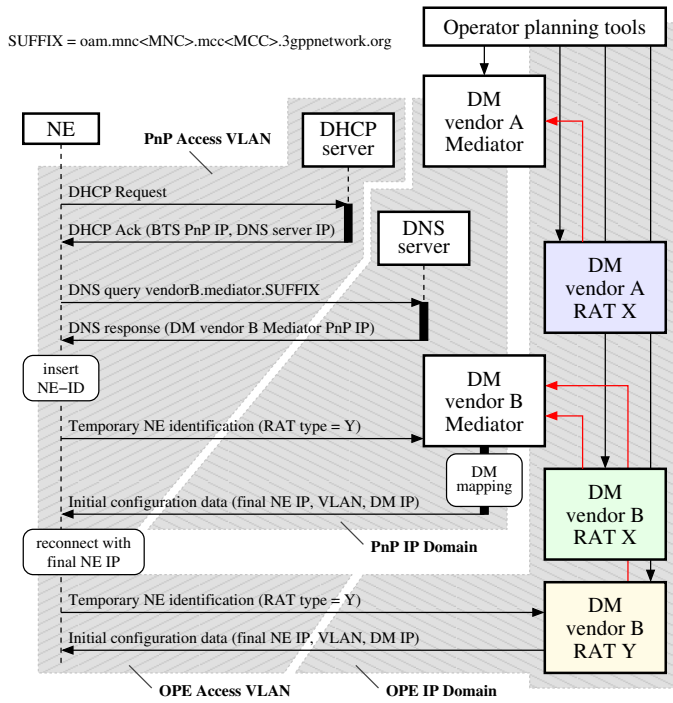 Operator planning tools
SUFFIX = oam.mnc<MNC>.mcc<MCC>.3gppnetwork.org
DM
vendor A
Mediator
NE
PnP Access VLAN
DHCP
server
DHCP Request
DHCP Ack (BTS PnP IP, DNS server IP)
DNS
server
DM
vendor A
RAT X
DNS query vendorB.mediator.SUFFIX
DNS response (DM vendor B Mediator PnP IP)
insert
NE−ID
DM
vendor B
Mediator
Temporary NE identification (RAT type = Y)
DM
mapping
DM
vendor B
RAT X
Initial configuration data (final NE IP, VLAN, DM IP)
reconnect with
final NE IP
PnP IP Domain
DM
vendor B
RAT Y
Temporary NE identification (RAT type = Y)
Initial configuration data (final NE IP, VLAN, DM IP)
OPE Access VLAN
OPE IP Domain